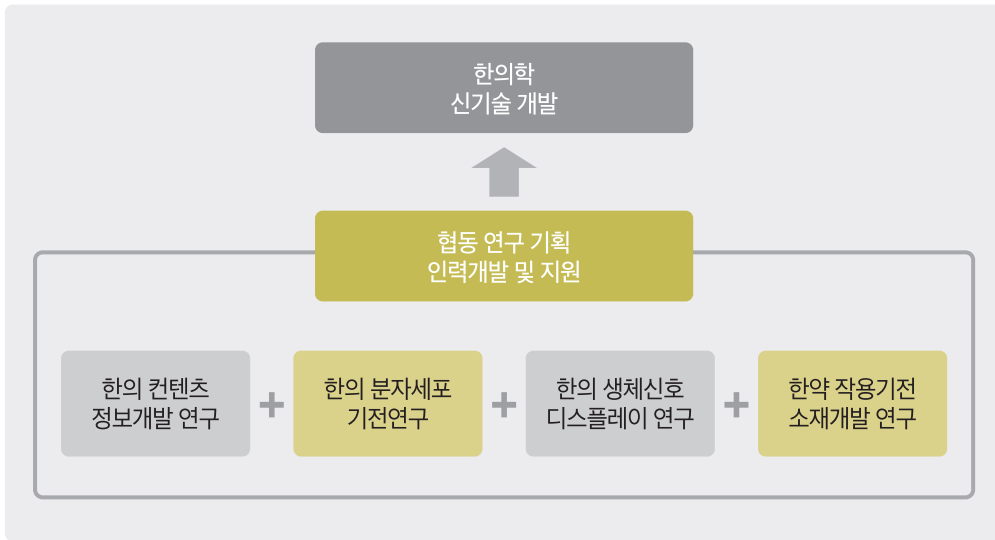 한의학
신기술 개발
협동 연구 기획
인력개발 및 지원
한의 컨텐츠
정보개발 연구
+
한의 분자세포
기전연구
+
한의 생체신호
디스플레이 연구
+
한약 작용기전
소재개발 연구